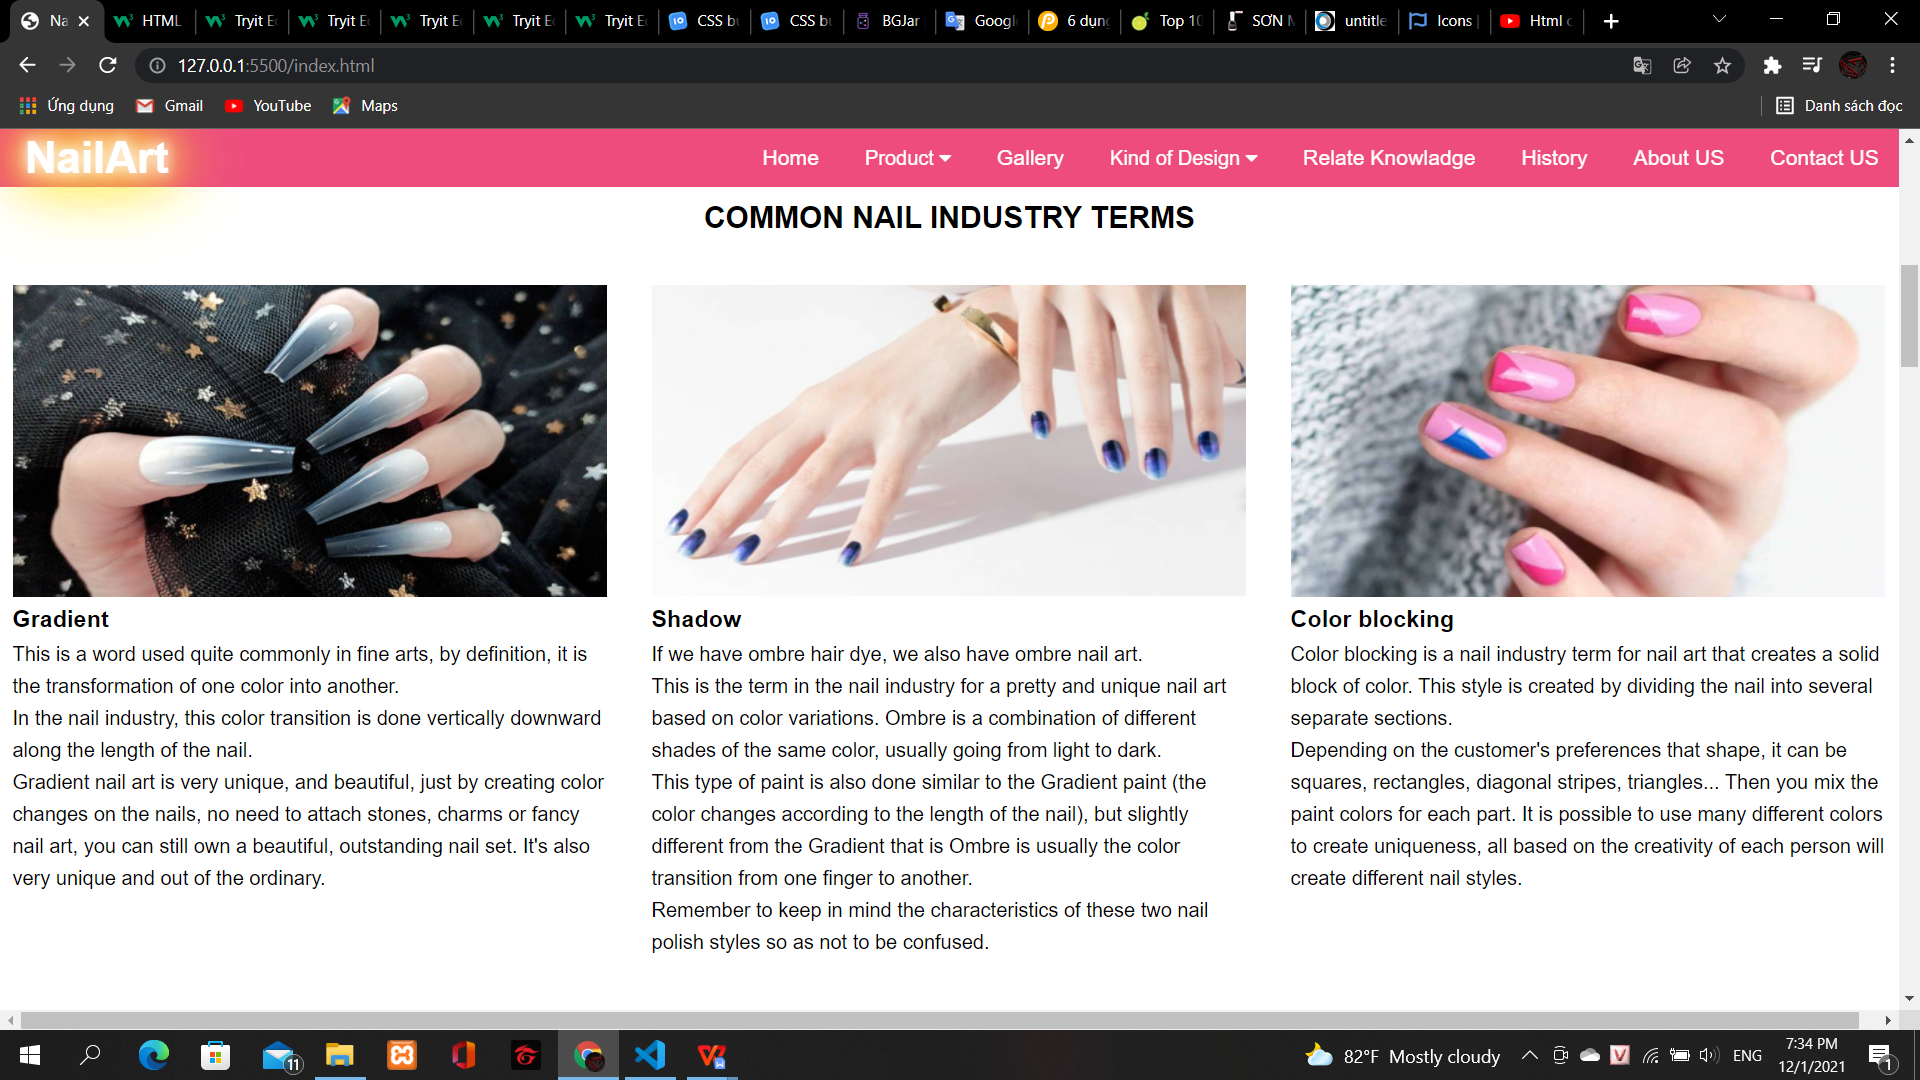 Na
HTML
Tryit E
Tryit E
Tryit E
Tryit E
Tryit E
CSS bu
CSS bu
BGJar
Googl
6 dụng
Top 10
SƠN M
untitle
Icons
Html c
127.0.0.1:5500/index.html
Ứng dụng
Gmail
YouTube
Maps
Danh sách đọc
NailArt
Home
Product
Gallery
Kind of Design
Relate Knowladge
History
About US
Contact US
COMMON NAIL INDUSTRY TERMS
Gradient
This is a word used quite commonly in fine arts, by definition, it is
the transformation of one color into another.
In the nail industry, this color transition is done vertically downward
along the length of the nail.
Gradient nail art is very unique, and beautiful, just by creating color
changes on the nails, no need to attach stones, charms or fancy
nail art, you can still own a beautiful, outstanding nail set. It's also
very unique and out of the ordinary.
Shadow
If we have ombre hair dye, we also have ombre nail art.
This is the term in the nail industry for a pretty and unique nail art
based on color variations. Ombre is a combination of different
shades of the same color, usually going from light to dark.
This type of paint is also done similar to the Gradient paint (the
color changes according to the length of the nail), but slightly
different from the Gradient that is Ombre is usually the color
transition from one finger to another.
Remember to keep in mind the characteristics of these two nail
polish styles so as not to be confused.
Color blocking
Color blocking is a nail industry term for nail art that creates a solid
block of color. This style is created by dividing the nail into several
separate sections.
Depending on the customer's preferences that shape, it can be
squares, rectangles, diagonal stripes, triangles... Then you mix the
paint colors for each part. It is possible to use many different colors
to create uniqueness, all based on the creativity of each person will
create different nail styles.
11
82°F Mostly cloudy
ENG
7:34 PM
12/1/2021
1